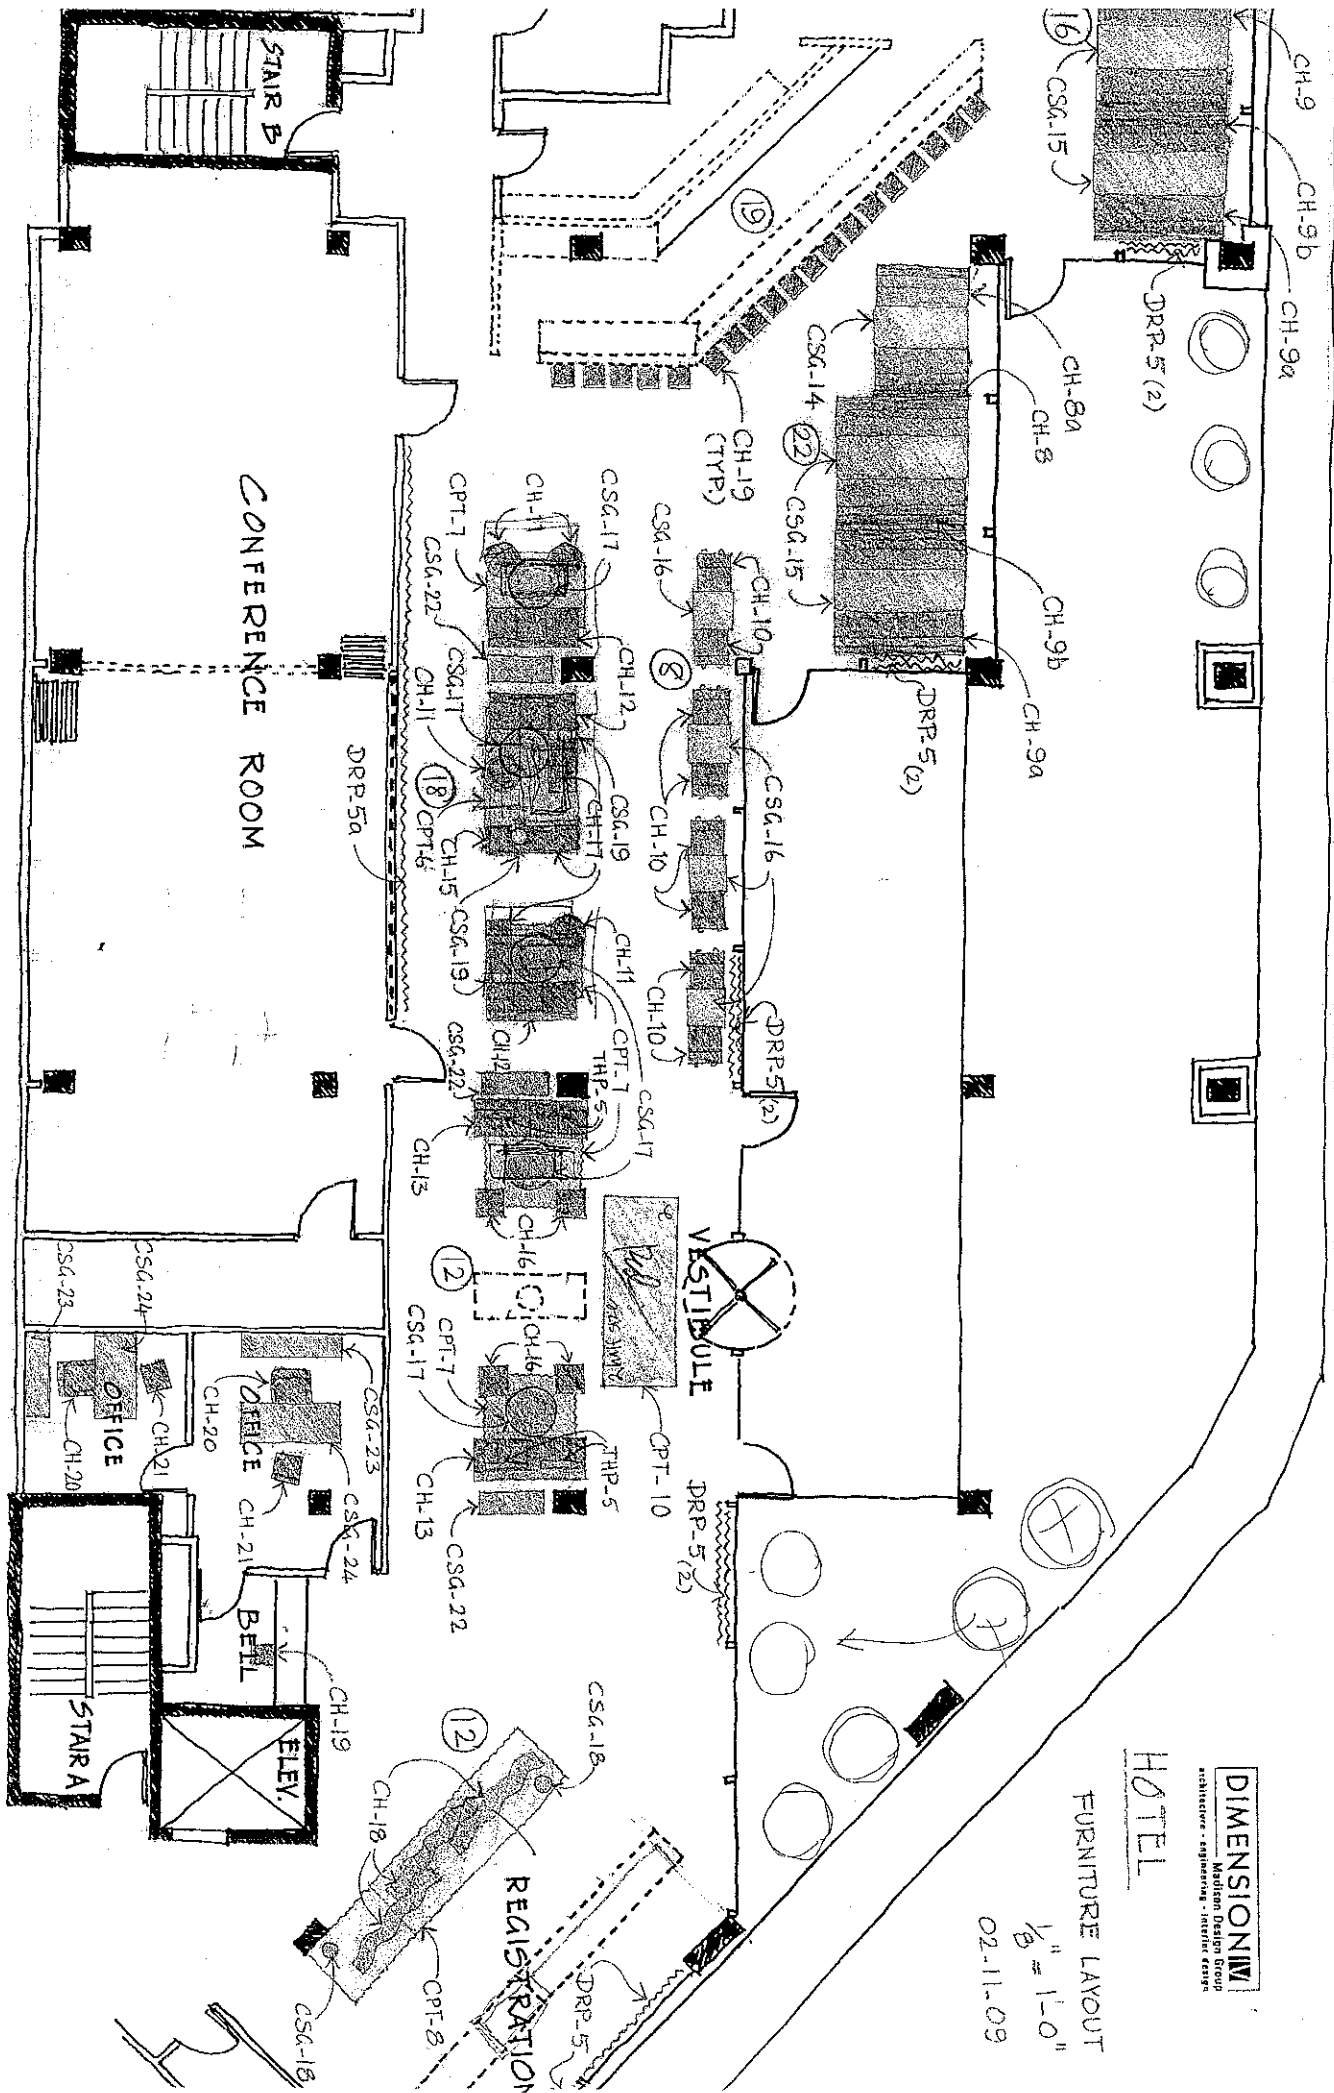 DIMENSION IV
Madison Design Group
architecture · engineering · interior design
HOTEL
FURNITURE LAYOUT
1/8" = 1'-0"
02.11.09
CH-9
CH-9b
CH-9a
16
CSG-15
DRP-5 (2)
STAIR B
19
CH-8a
CH-8
CSG-14
22
CSG-15
CH-9b
CH-9a
DRP-5 (2)
CH-19
(TYP.)
CSG-16
CH-10
8
CSG-16
CH-10
CH-10
DRP-5 (2)
CSG-17
CH-11
CPT-7
CSG-22
CH-12
CSG-17
CH-11
18
CPT-6
CSG-19
CH-17
CH-15
CSG-19
CH-11
CPT-7
CSG-17
CH-12
THP-5
CSG-22
CH-13
CH-16
CONFERENCE ROOM
DRP-5a
12
VESTIBULE
CPT-10
CH-16
CPT-7
CSG-17
THP-5
CH-13
CSG-22
DRP-5 (2)
CSG-23
CSG-24
OFFICE
CH-21
CH-20
CH-20
OFFICE
CSG-23
CH-21
CSG-24
BELL
CH-19
STAIR A
ELEV.
12
CSG-18
CH-18
CPT-8
CSG-18
REGISTRATION
DRP-5